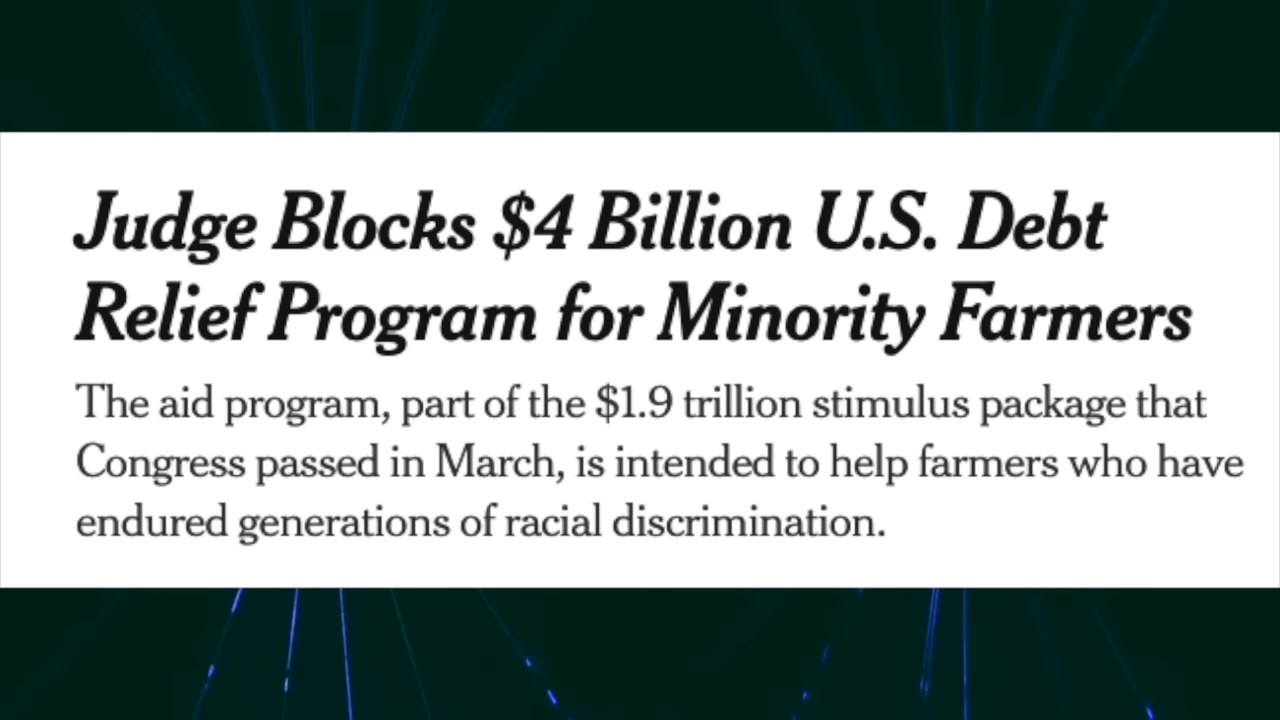 Judge Blocks $4 Billion U.S. Debt
Relief Program for Minority Farmers
The aid program, part of the $1.9 trillion stimulus package that
Congress passed in March, is intended to help farmers who have
endured generations of racial discrimination.